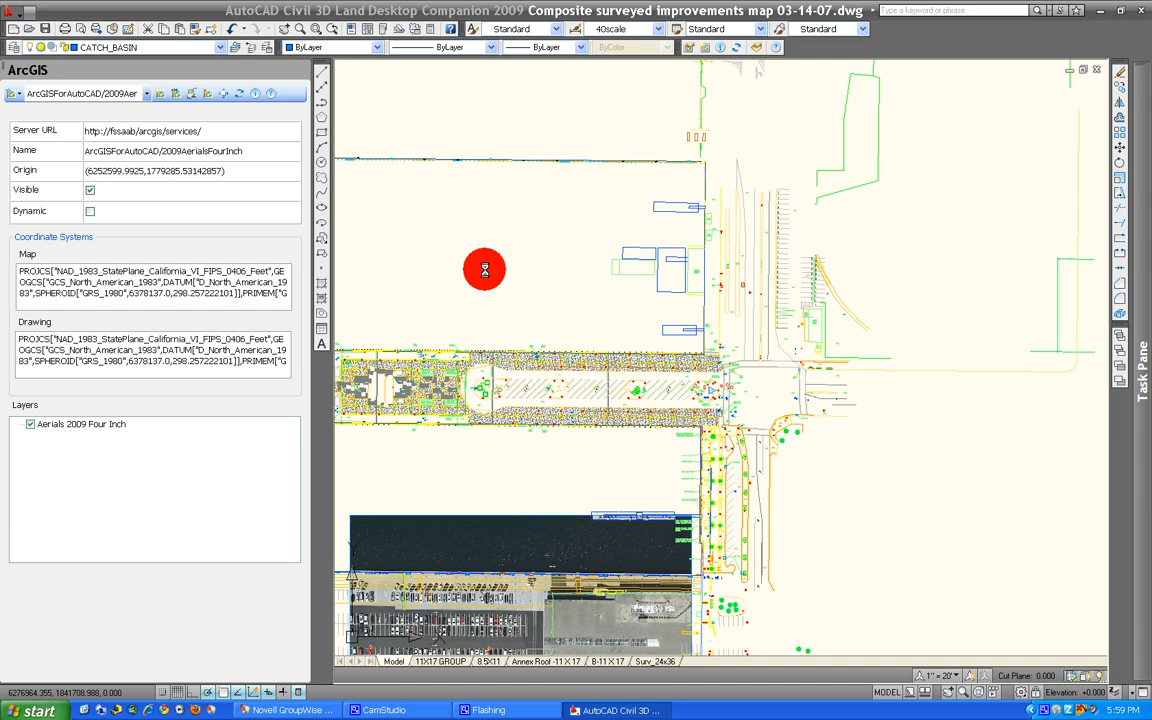 AutoCAD Civil 3D Land Desktop Companion 2009 Composite surveyed improvements map 03-14-07.dwg
Type a keyword or phrase
Standard
40scale
Standard
Standard
CATCH_BASIN
ByLayer
ByLayer
ByLayer
ByColor
ArcGIS
ArcGISForAutoCAD/2009Aer
Server URL
http://fssaab/arcgis/services/
Name
ArcGISForAutoCAD/2009AerialsFourInch
Origin
(6252599.9925,1779285.53142857)
Visible
Dynamic
Coordinate Systems
Map
PROJCS["NAD_1983_StatePlane_California_VI_FIPS_0406_Feet",GE
OGCS["GCS_North_American_1983",DATUM["D_North_American_19
83",SPHEROID["GRS_1980",6378137.0,298.257222101]],PRIMEM["G
Drawing
PROJCS["NAD_1983_StatePlane_California_VI_FIPS_0406_Feet",GE
OGCS["GCS_North_American_1983",DATUM["D_North_American_19
83",SPHEROID["GRS_1980",6378137.0,298.257222101]],PRIMEM["G
Layers
Aerials 2009 Four Inch
A
Task Pane
Model
11X17 GROUP
8.5X11
Annex Roof -11 X 17
B-11 X 17
Surv_24x36
1" = 20'
Cut Plane: 0.000
6276964.355, 1841708.988, 0.000
MODEL
Elevation: +0.000
start
Novell GroupWise ...
CamStudio
Flashing
AutoCAD Civil 3D ...
5:59 PM